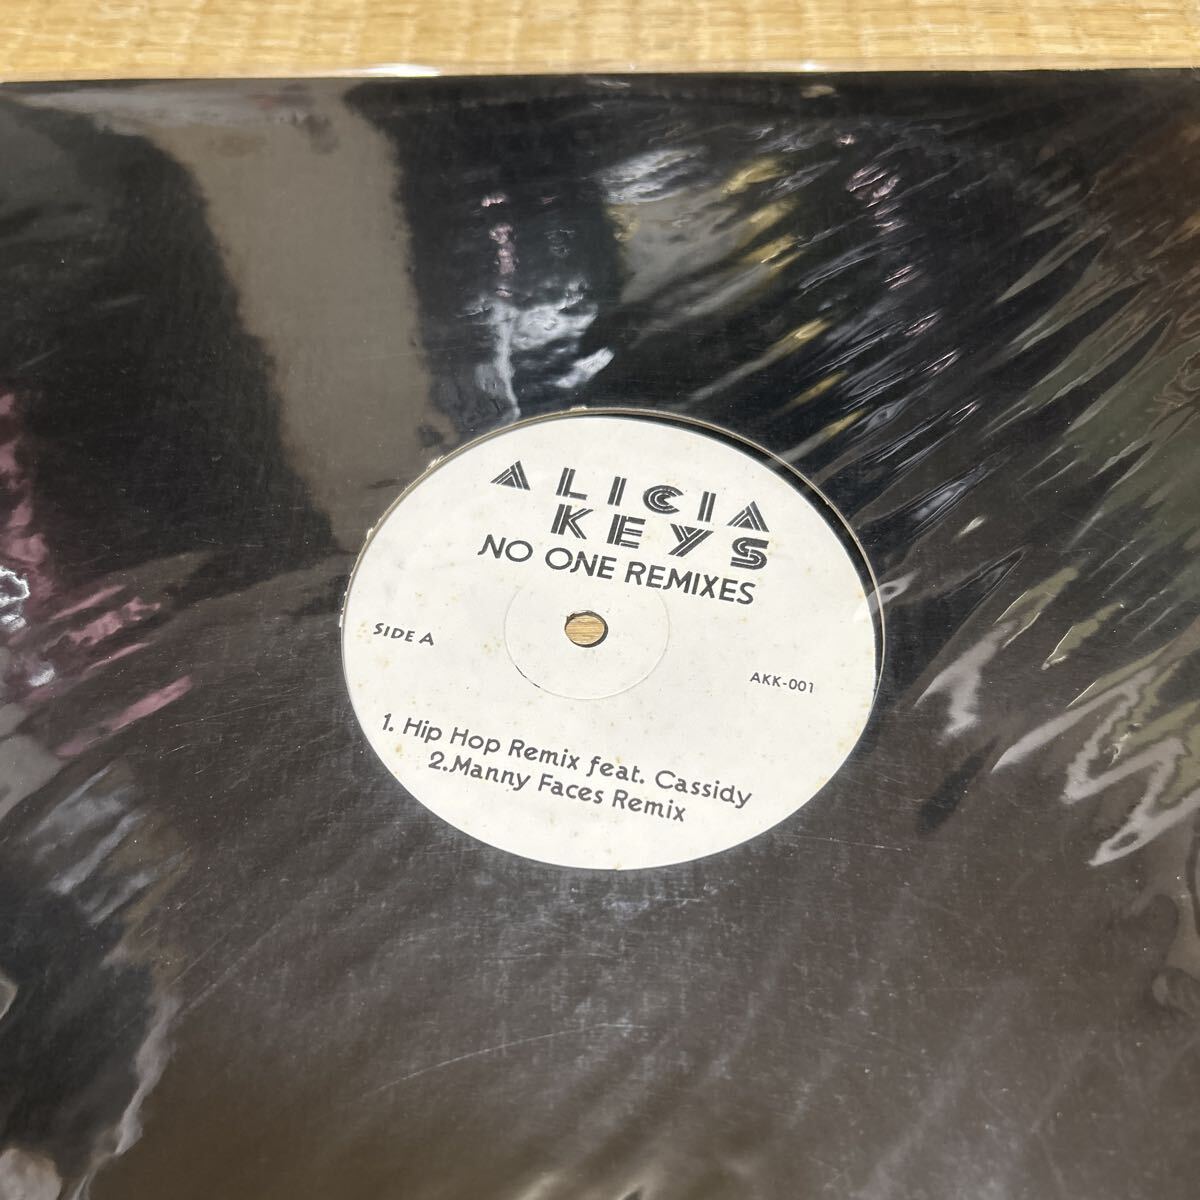 ALICIA
KEYS
NO ONE REMIXES
SIDE A
AKK-001
1. Hip Hop Remix feat. Cassidy
2.Manny Faces Remix